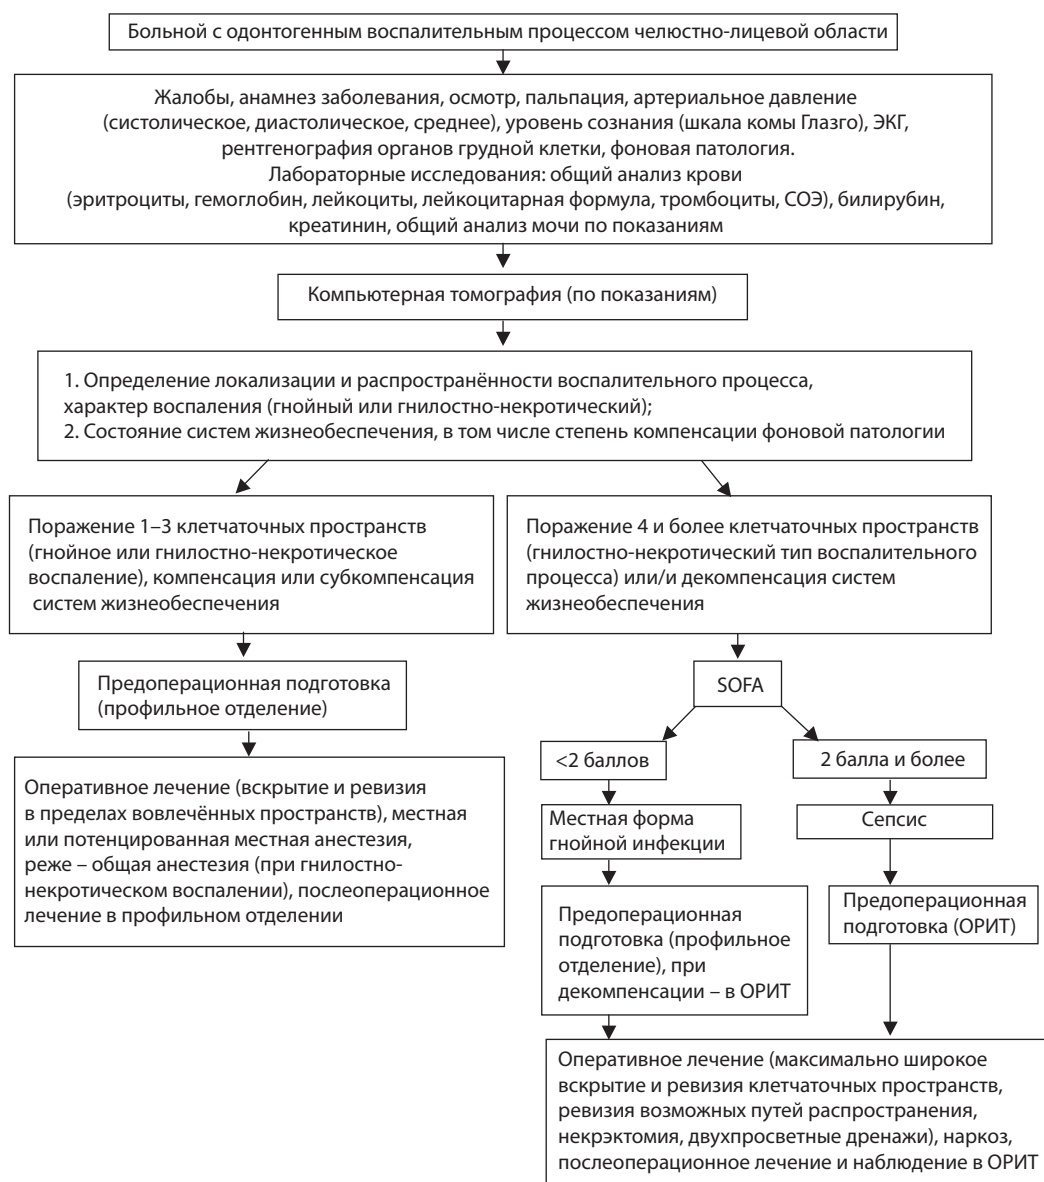 Больной с одонтогенным воспалительным процессом челюстно-лицевой области
Жалобы, анамнез заболевания, осмотр, пальпация, артериальное давление
(систолическое, диастолическое, среднее), уровень сознания (шкала комы Глазго), ЭКГ,
рентгенография органов грудной клетки, фоновая патология.
Лабораторные исследования: общий анализ крови
(эритроциты, гемоглобин, лейкоциты, лейкоцитарная формула, тромбоциты, СОЭ), билирубин,
креатинин, общий анализ мочи по показаниям
Компьютерная томография (по показаниям)
1. Определение локализации и распространённости воспалительного процесса,
характер воспаления (гнойный или гнилостно-некротический);
2. Состояние систем жизнеобеспечения, в том числе степень компенсации фоновой патологии
Поражение 1–3 клетчаточных пространств
(гнойное или гнилостно-некротическое
воспаление), компенсация или субкомпенсация
систем жизнеобеспечения
Поражение 4 и более клетчаточных пространств
(гнилостно-некротический тип воспалительного
процесса) или/и декомпенсация систем
жизнеобеспечения
Предоперационная подготовка
(профильное отделение)
SOFA
<2 баллов
2 балла и более
Оперативное лечение (вскрытие и ревизия
в пределах вовлечённых пространств), местная
или потенцированная местная анестезия,
реже – общая анестезия (при гнилостно-
некротическом воспалении), послеоперационное
лечение в профильном отделении
Местная форма
гнойной инфекции
Сепсис
Предоперационная
подготовка (профильное
отделение), при
декомпенсации – в ОРИТ
Предоперационная
подготовка (ОРИТ)
Оперативное лечение (максимально широкое
вскрытие и ревизия клетчаточных пространств,
ревизия возможных путей распространения,
некрэктомия, двухпросветные дренажи), наркоз,
послеоперационное лечение и наблюдение в ОРИТ